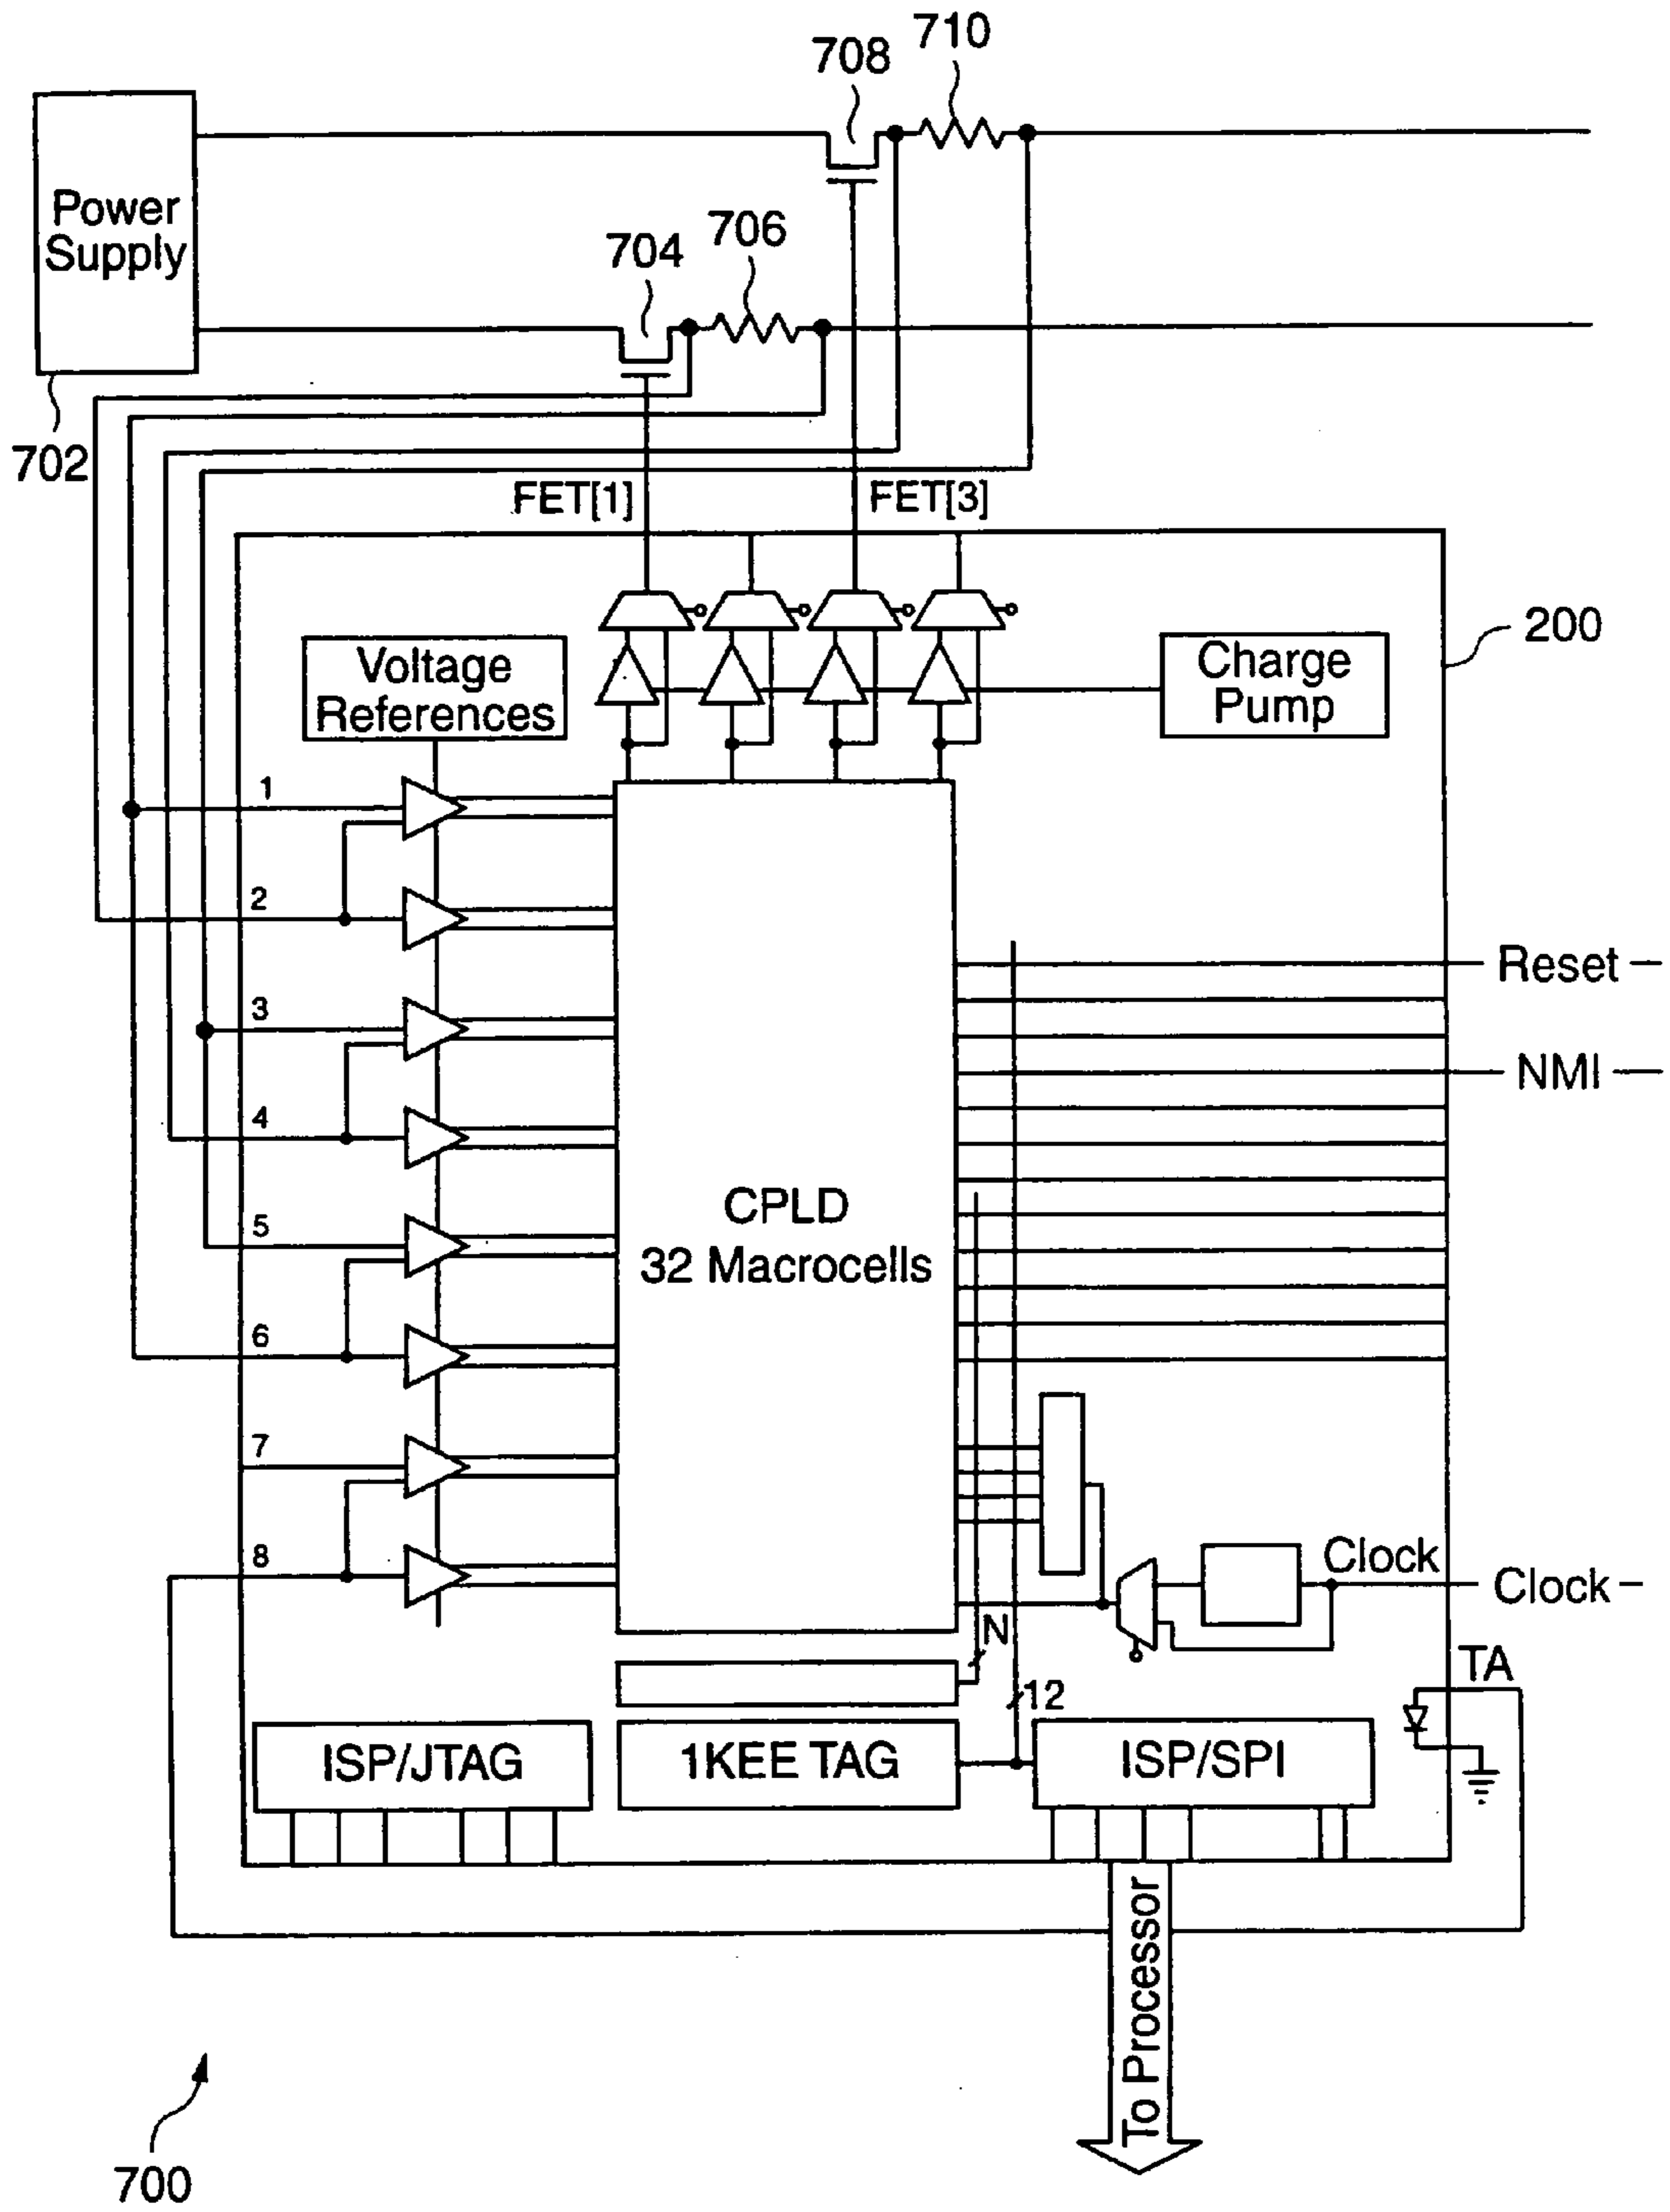 710
708
Power
Supply
706
704
702
FET[1]
FET[3]
200
Voltage
References
Charge
Pump
1
2
3
4
5
6
7
8
Reset
NMI
CPLD
32 Macrocells
Clock
Clock
N
12
TA
ISP/JTAG
1KEE TAG
ISP/SPI
To Processor
700